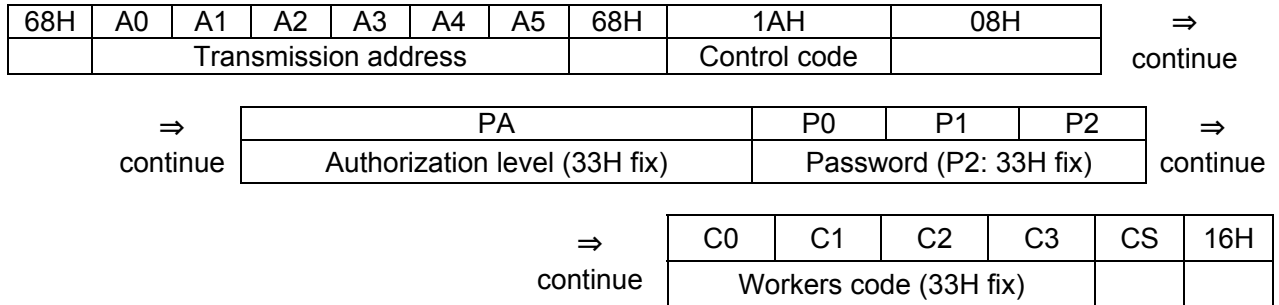 68H A0 A1 A2 A3 A4 A5 68H 1AH 08H ⇒
Transmission address Control code continue
⇒ PA P0 P1 P2 ⇒
continue Authorization level (33H fix) Password (P2: 33H fix) continue
⇒ C0 C1 C2 C3 CS 16H
continue Workers code (33H fix)